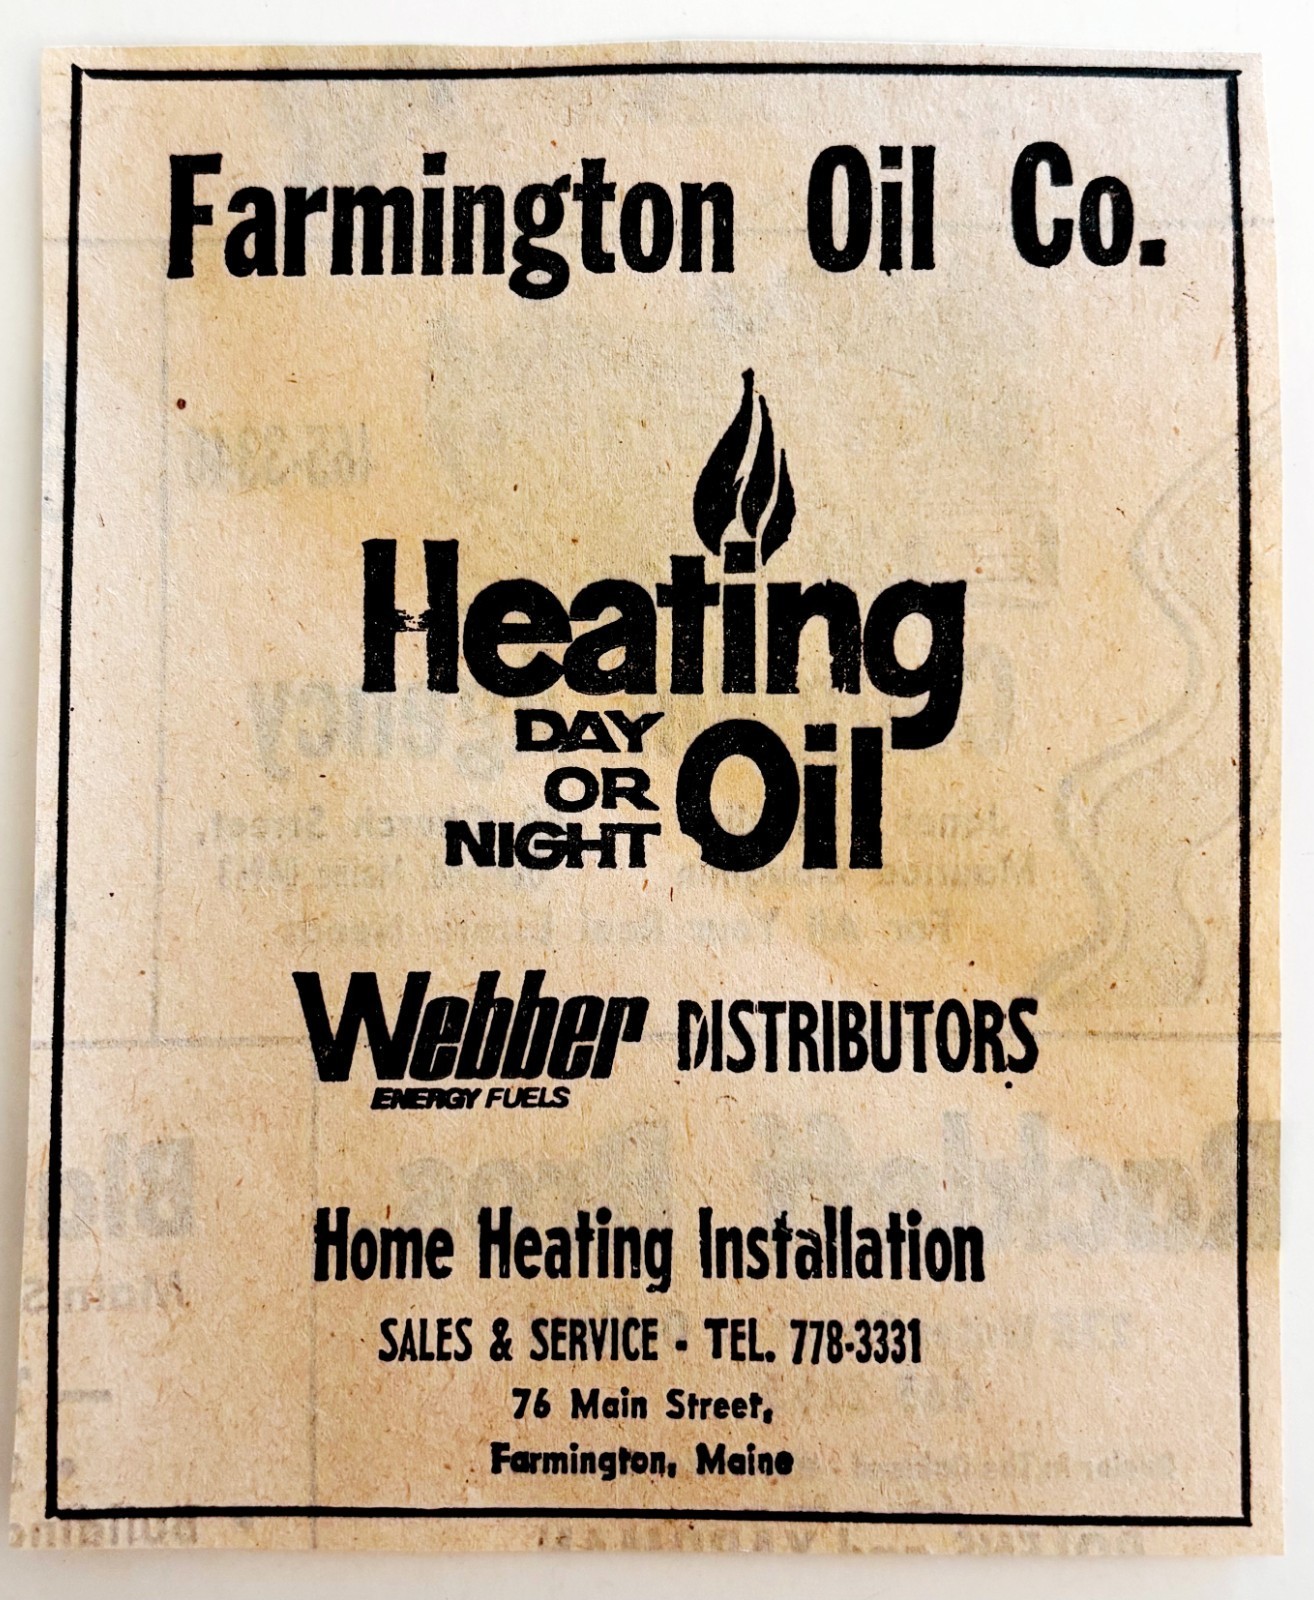 Farmington Oil Co.
Heating
DAY
OR
NIGHT
Oil
Webber DISTRIBUTORS
ENERGY FUELS
Home Heating Installation
SALES & SERVICE - TEL. 778-3331
76 Main Street,
Farmington, Maine